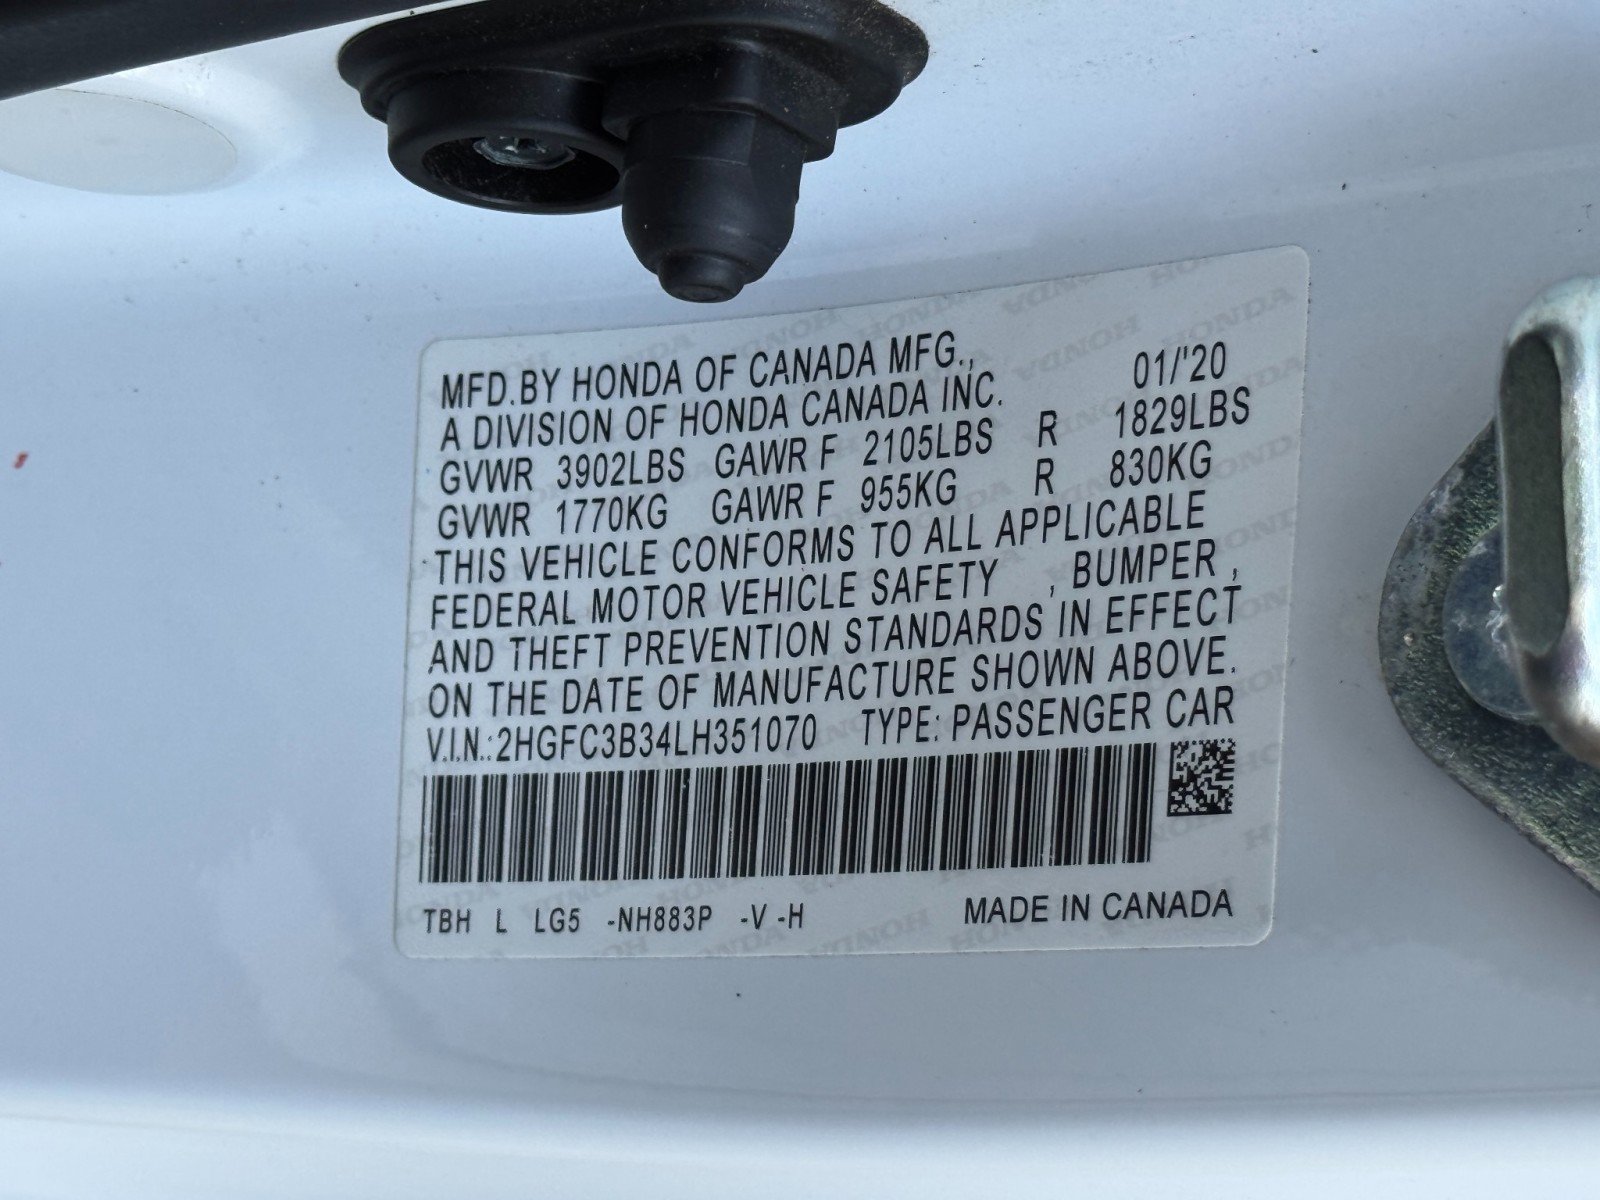 MFD.BY HONDA OF CANADA MFG.,
A DIVISION OF HONDA CANADA INC. 01/'20
GVWR 3902LBS GAWR F 2105LBS R 1829LBS
GVWR 1770KG GAWR F 955KG R 830KG
THIS VEHICLE CONFORMS TO ALL APPLICABLE
FEDERAL MOTOR VEHICLE SAFETY , BUMPER ,
AND THEFT PREVENTION STANDARDS IN EFFECT
ON THE DATE OF MANUFACTURE SHOWN ABOVE.
V.I.N.: 2HGFC3B34LH351070 TYPE: PASSENGER CAR
TBH L LG5 -NH883P -V -H MADE IN CANADA